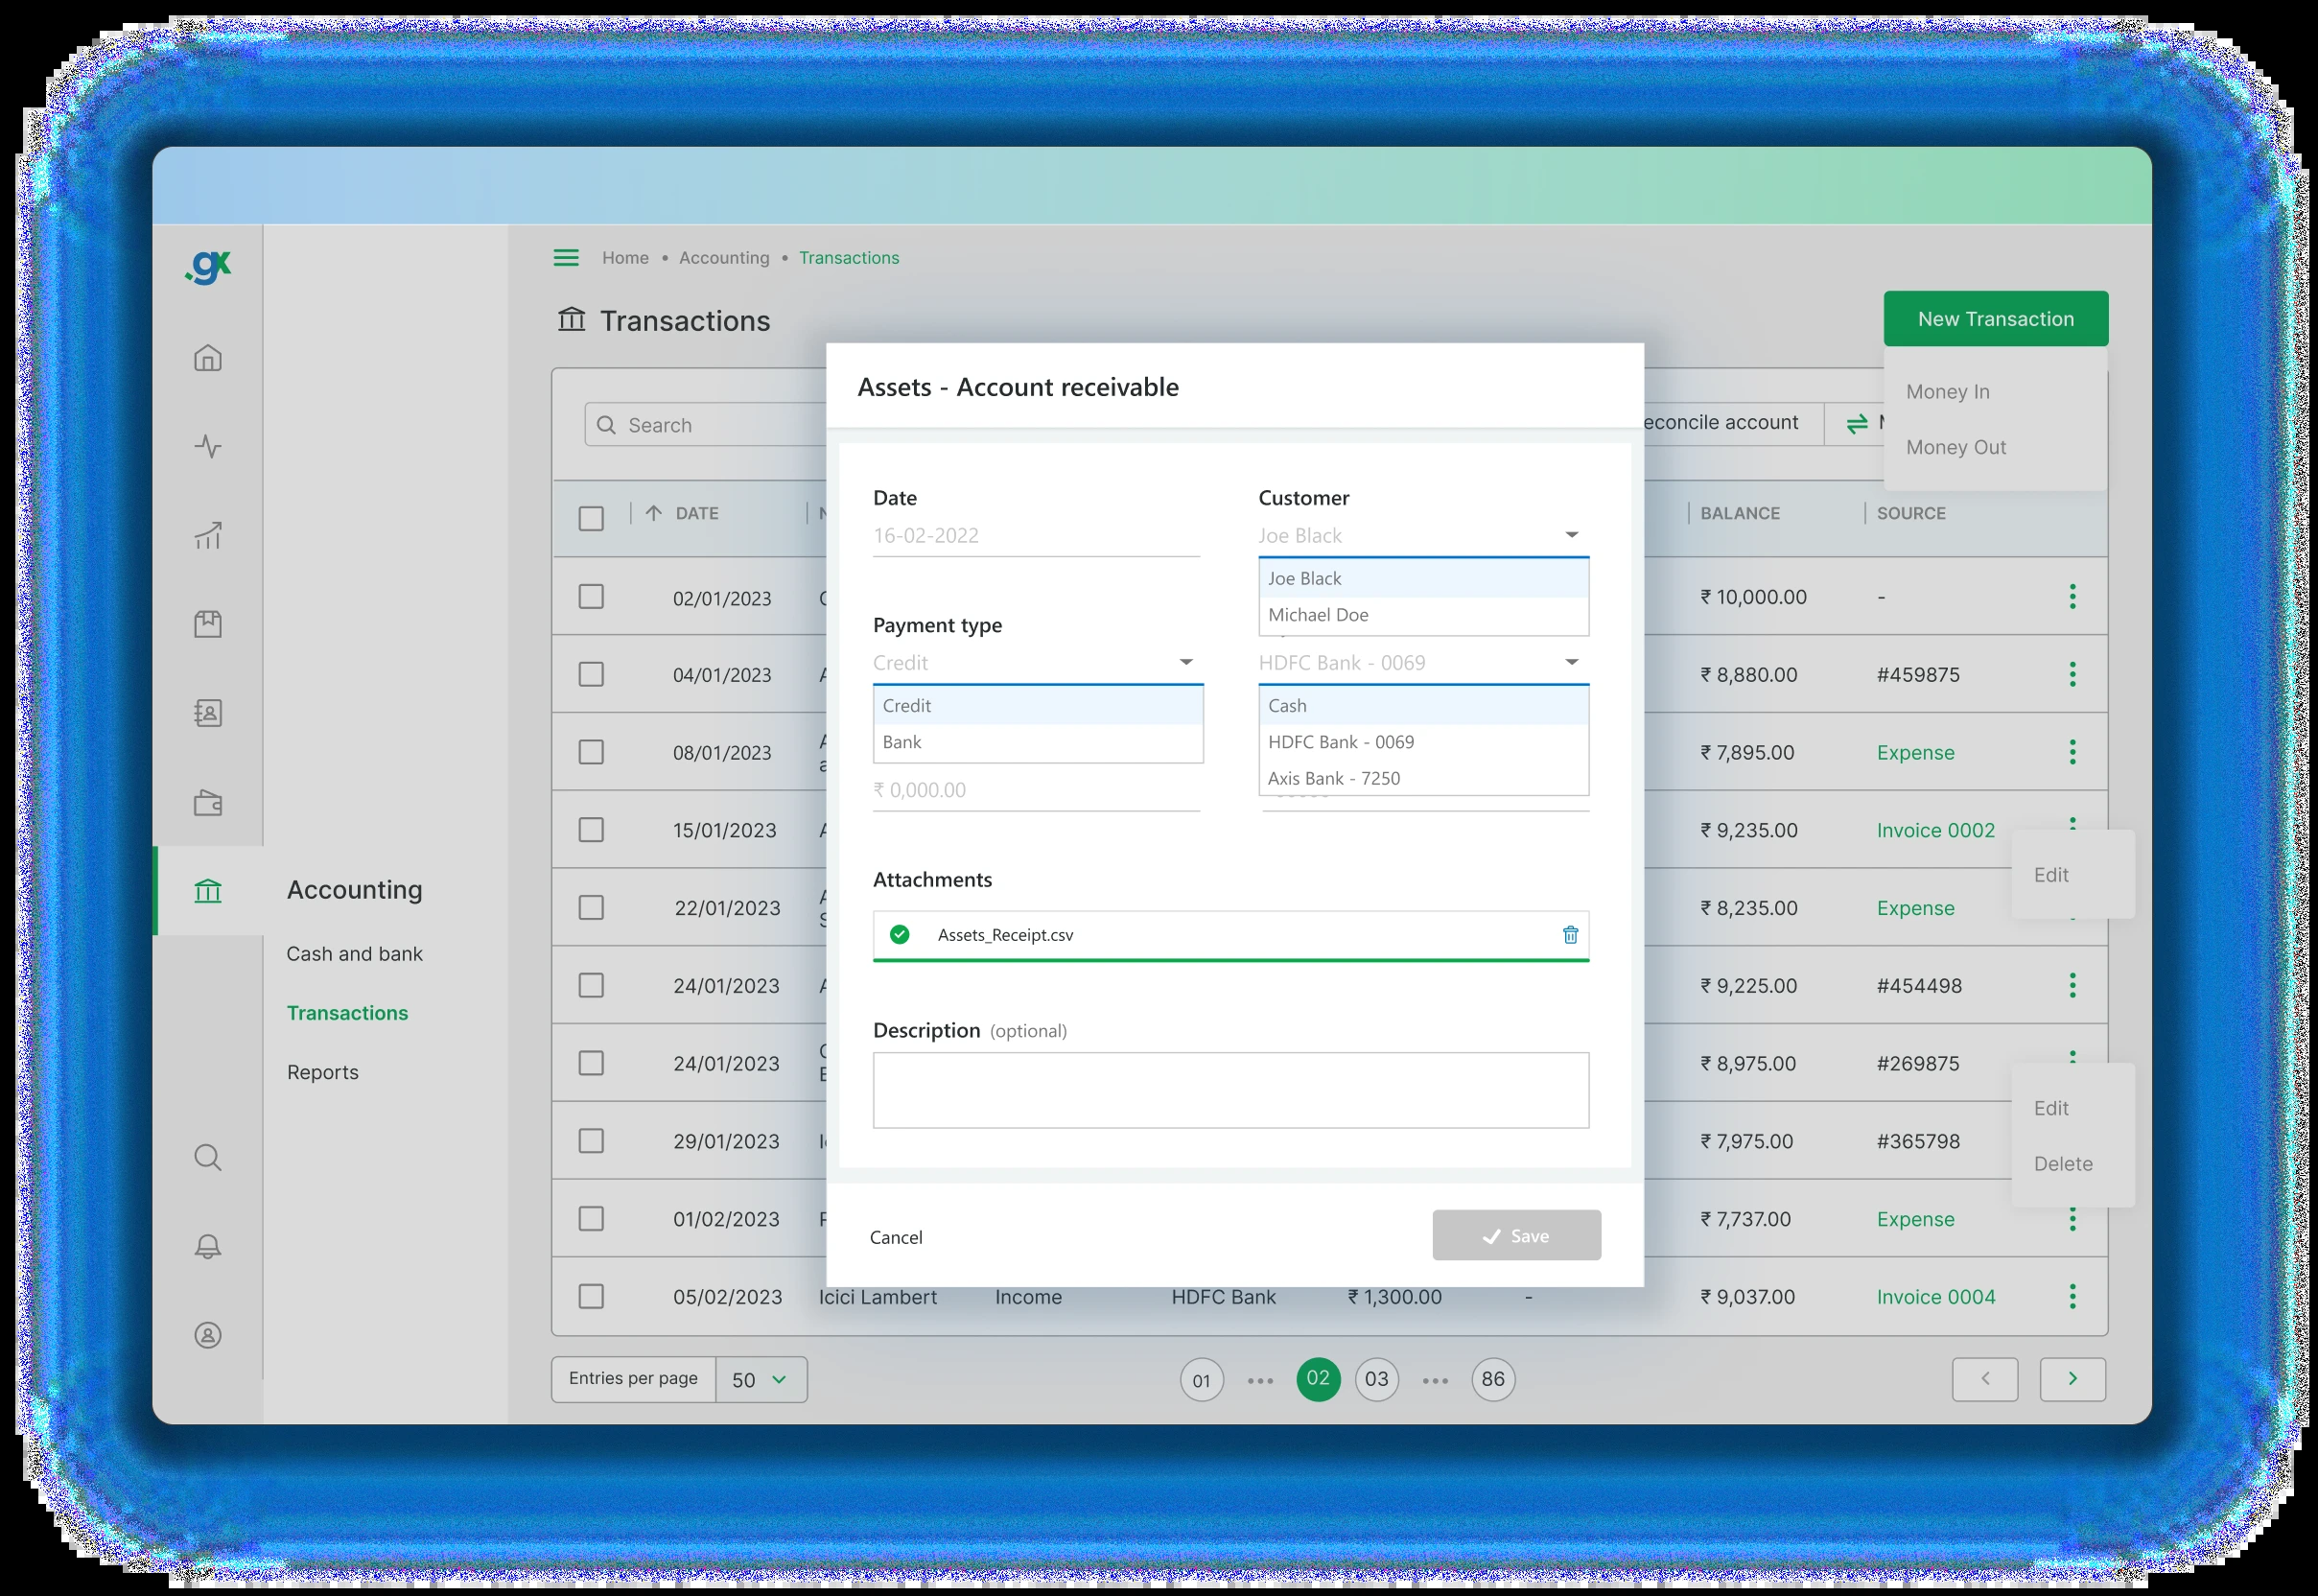 .gx
Home • Accounting • Transactions
Transactions
New Transaction
Money In
Money Out
Search
account
DATE
BALANCE
SOURCE
02/01/2023 ₹ 10,000.00 -
04/01/2023 ₹ 8,880.00 #459875
08/01/2023 ₹ 7,895.00 Expense
15/01/2023 ₹ 9,235.00 Invoice 0002
Edit
22/01/2023 ₹ 8,235.00 Expense
24/01/2023 ₹ 9,225.00 #454498
24/01/2023 ₹ 8,975.00 #269875
Edit
29/01/2023 ₹ 7,975.00 #365798
Delete
01/02/2023 ₹ 7,737.00 Expense
05/02/2023 Icici Lambert Income HDFC Bank ₹ 1,300.00 - ₹ 9,037.00 Invoice 0004
Entries per page 50
01 ••• 02 03 ••• 86
Accounting
Cash and bank
Transactions
Reports
Assets - Account receivable
Date
16-02-2022
Customer
Joe Black
Joe Black
Michael Doe
Payment type
Credit
Credit
Bank
HDFC Bank - 0069
Cash
HDFC Bank - 0069
Axis Bank - 7250
₹ 0,000.00
Attachments
Assets_Receipt.csv
Description (optional)
Cancel
Save